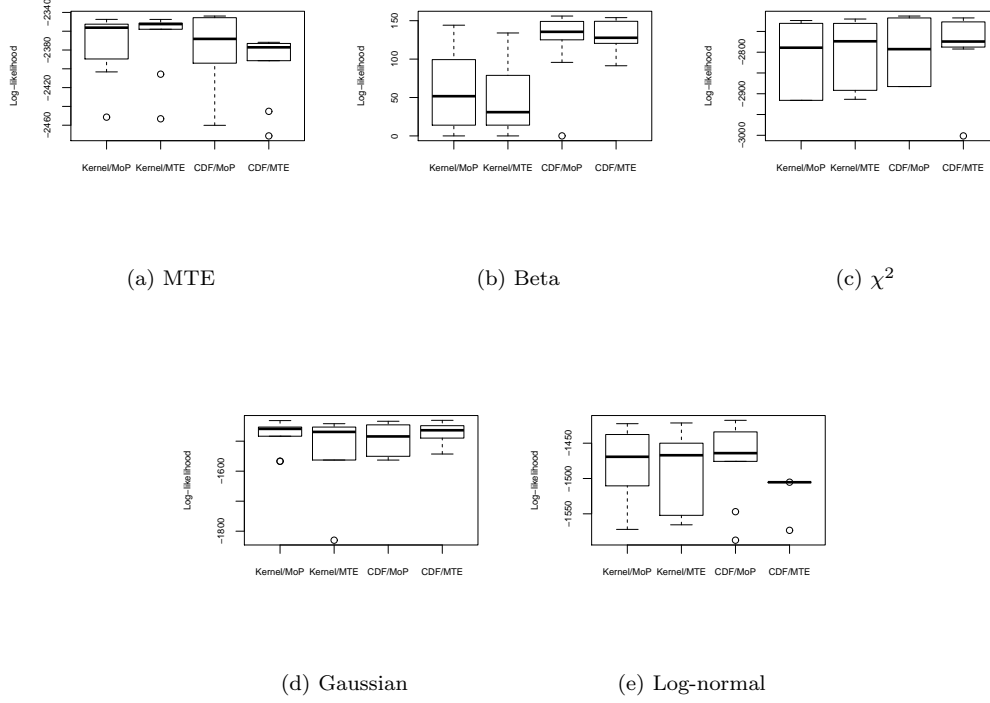 Log-likelihood
-2340
-2380
-2420
-2460
Kernel/MoP Kernel/MTE CDF/MoP CDF/MTE
Log-likelihood
150
100
50
0
Kernel/MoP Kernel/MTE CDF/MoP CDF/MTE
Log-likelihood
-2800
-2900
-3000
Kernel/MoP Kernel/MTE CDF/MoP CDF/MTE
(a) MTE
(b) Beta
(c) χ²
Log-likelihood
-1600
-1800
Kernel/MoP Kernel/MTE CDF/MoP CDF/MTE
Log-likelihood
-1450
-1500
-1550
Kernel/MoP Kernel/MTE CDF/MoP CDF/MTE
(d) Gaussian
(e) Log-normal